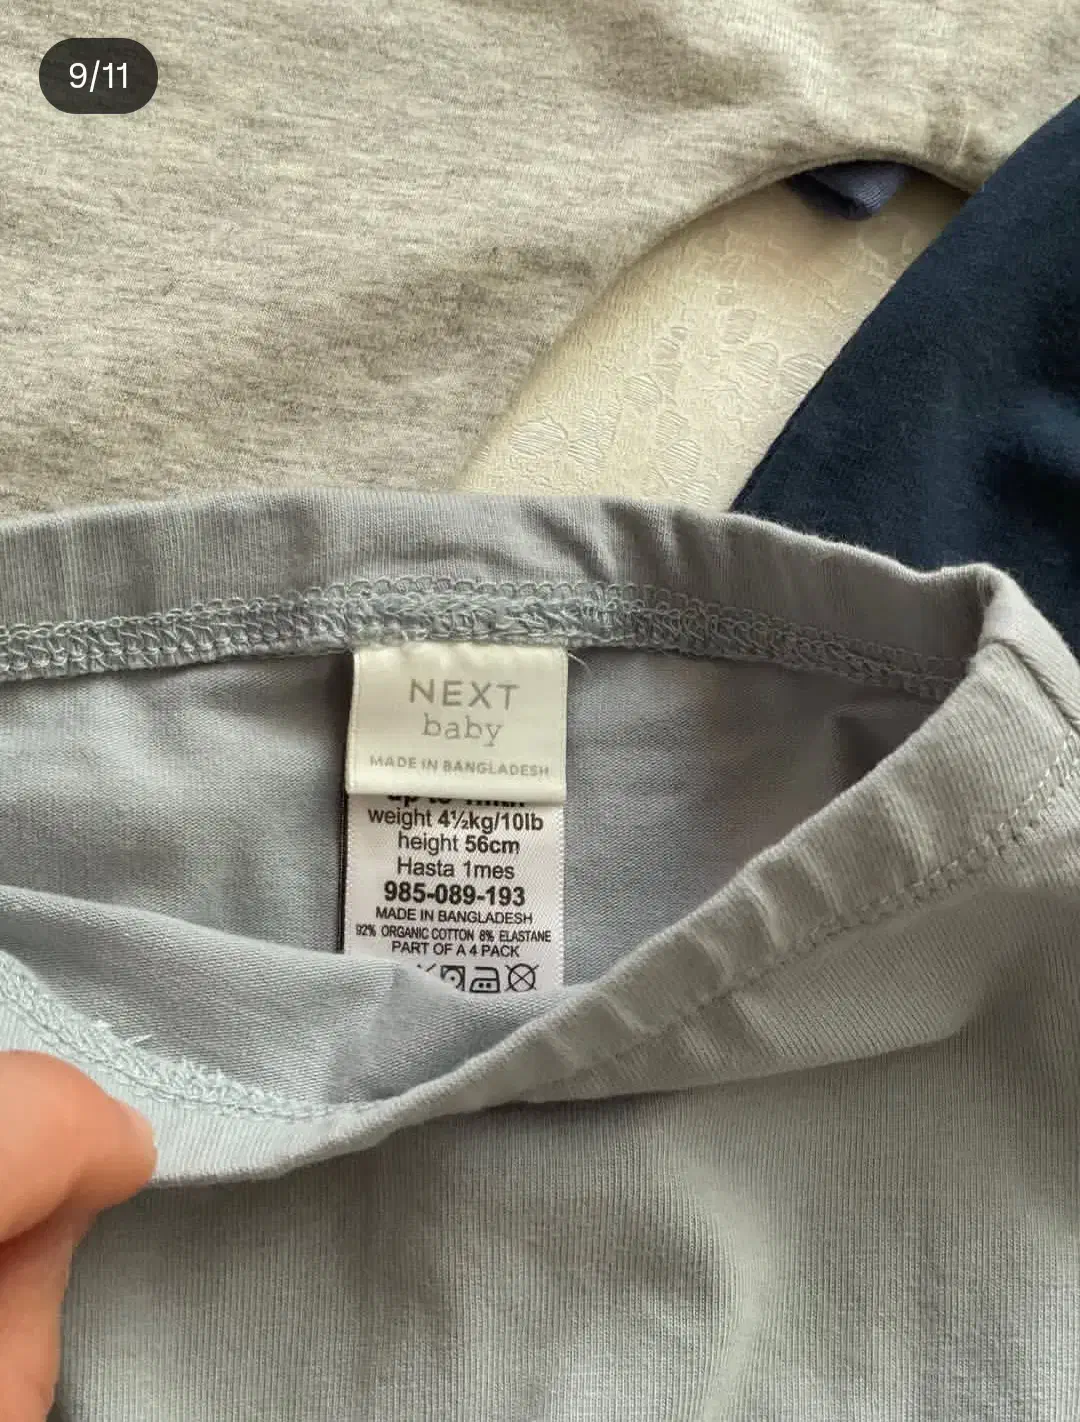 9/11
NEXT
baby
MADE IN BANGLADESH
weight 4½kg/10lb
height 56cm
Hasta 1mes
985-089-193
MADE IN BANGLADESH
92% ORGANIC COTTON 8% ELASTANE
PART OF A 4 PACK